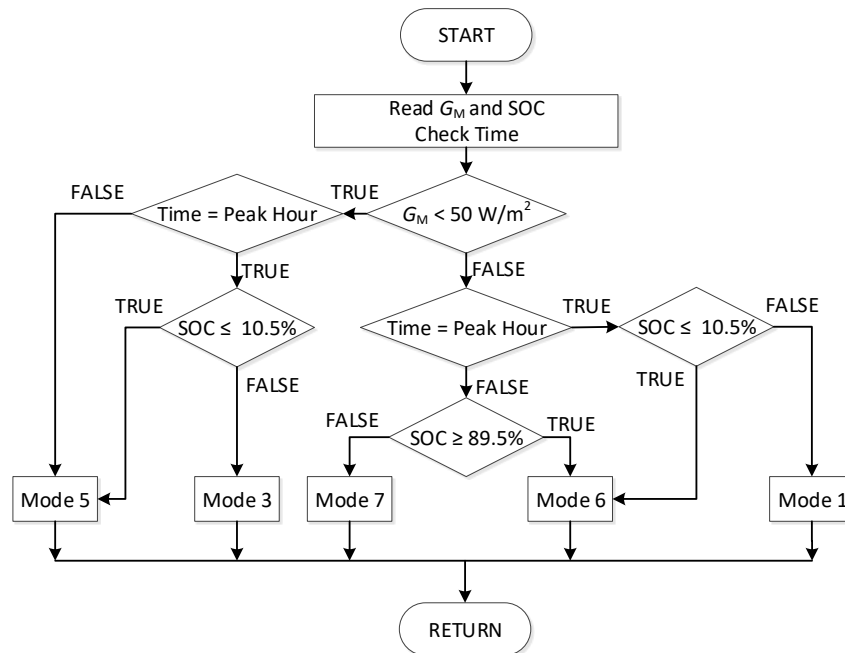 START
Read G_M and SOC
Check Time
FALSE
TRUE
Time = Peak Hour
G_M < 50 W/m²
TRUE
FALSE
TRUE
SOC ≤ 10.5%
Time = Peak Hour
TRUE
SOC ≤ 10.5%
FALSE
FALSE
TRUE
FALSE
FALSE
SOC ≥ 89.5%
TRUE
Mode 5
Mode 3
Mode 7
Mode 6
Mode 1
RETURN